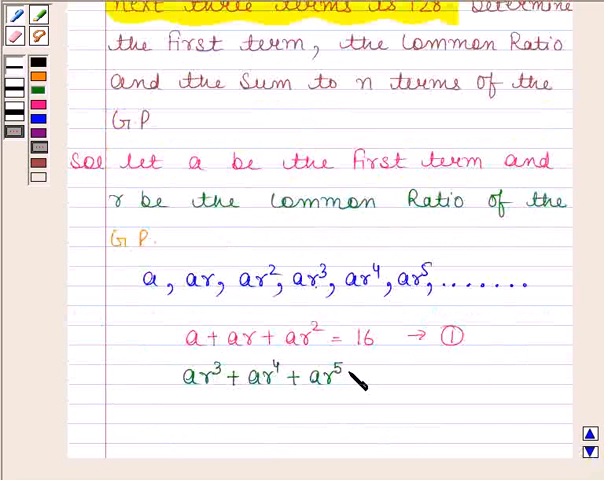 next three terms is 128. Determine
the first term, the Common Ratio
and the Sum to n terms of the
G.P
Sol let a be the first term and
r be the Common Ratio of the
G P.
a, ar, ar², ar³, ar⁴, ar⁵, .......
a + ar + ar² = 16 → ①
ar³ + ar⁴ + ar⁵